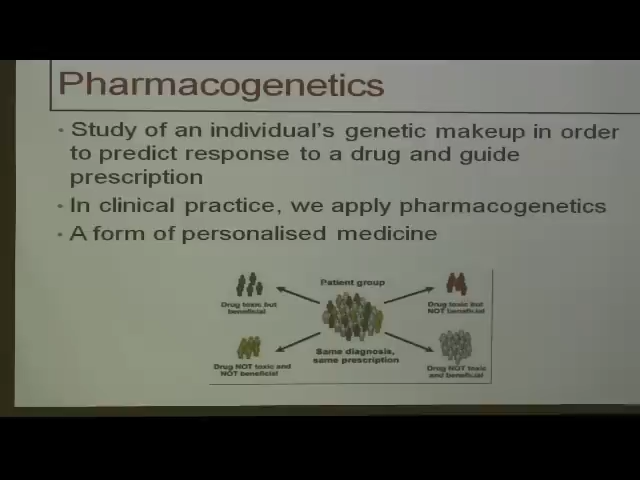 Pharmacogenetics
• Study of an individual's genetic makeup in order
to predict response to a drug and guide
prescription
• In clinical practice, we apply pharmacogenetics
• A form of personalised medicine
Patient group
Drug toxic but
beneficial
Drug toxic but
NOT beneficial
Same diagnosis,
same prescription
Drug NOT toxic and
NOT beneficial
Drug NOT toxic
and beneficial